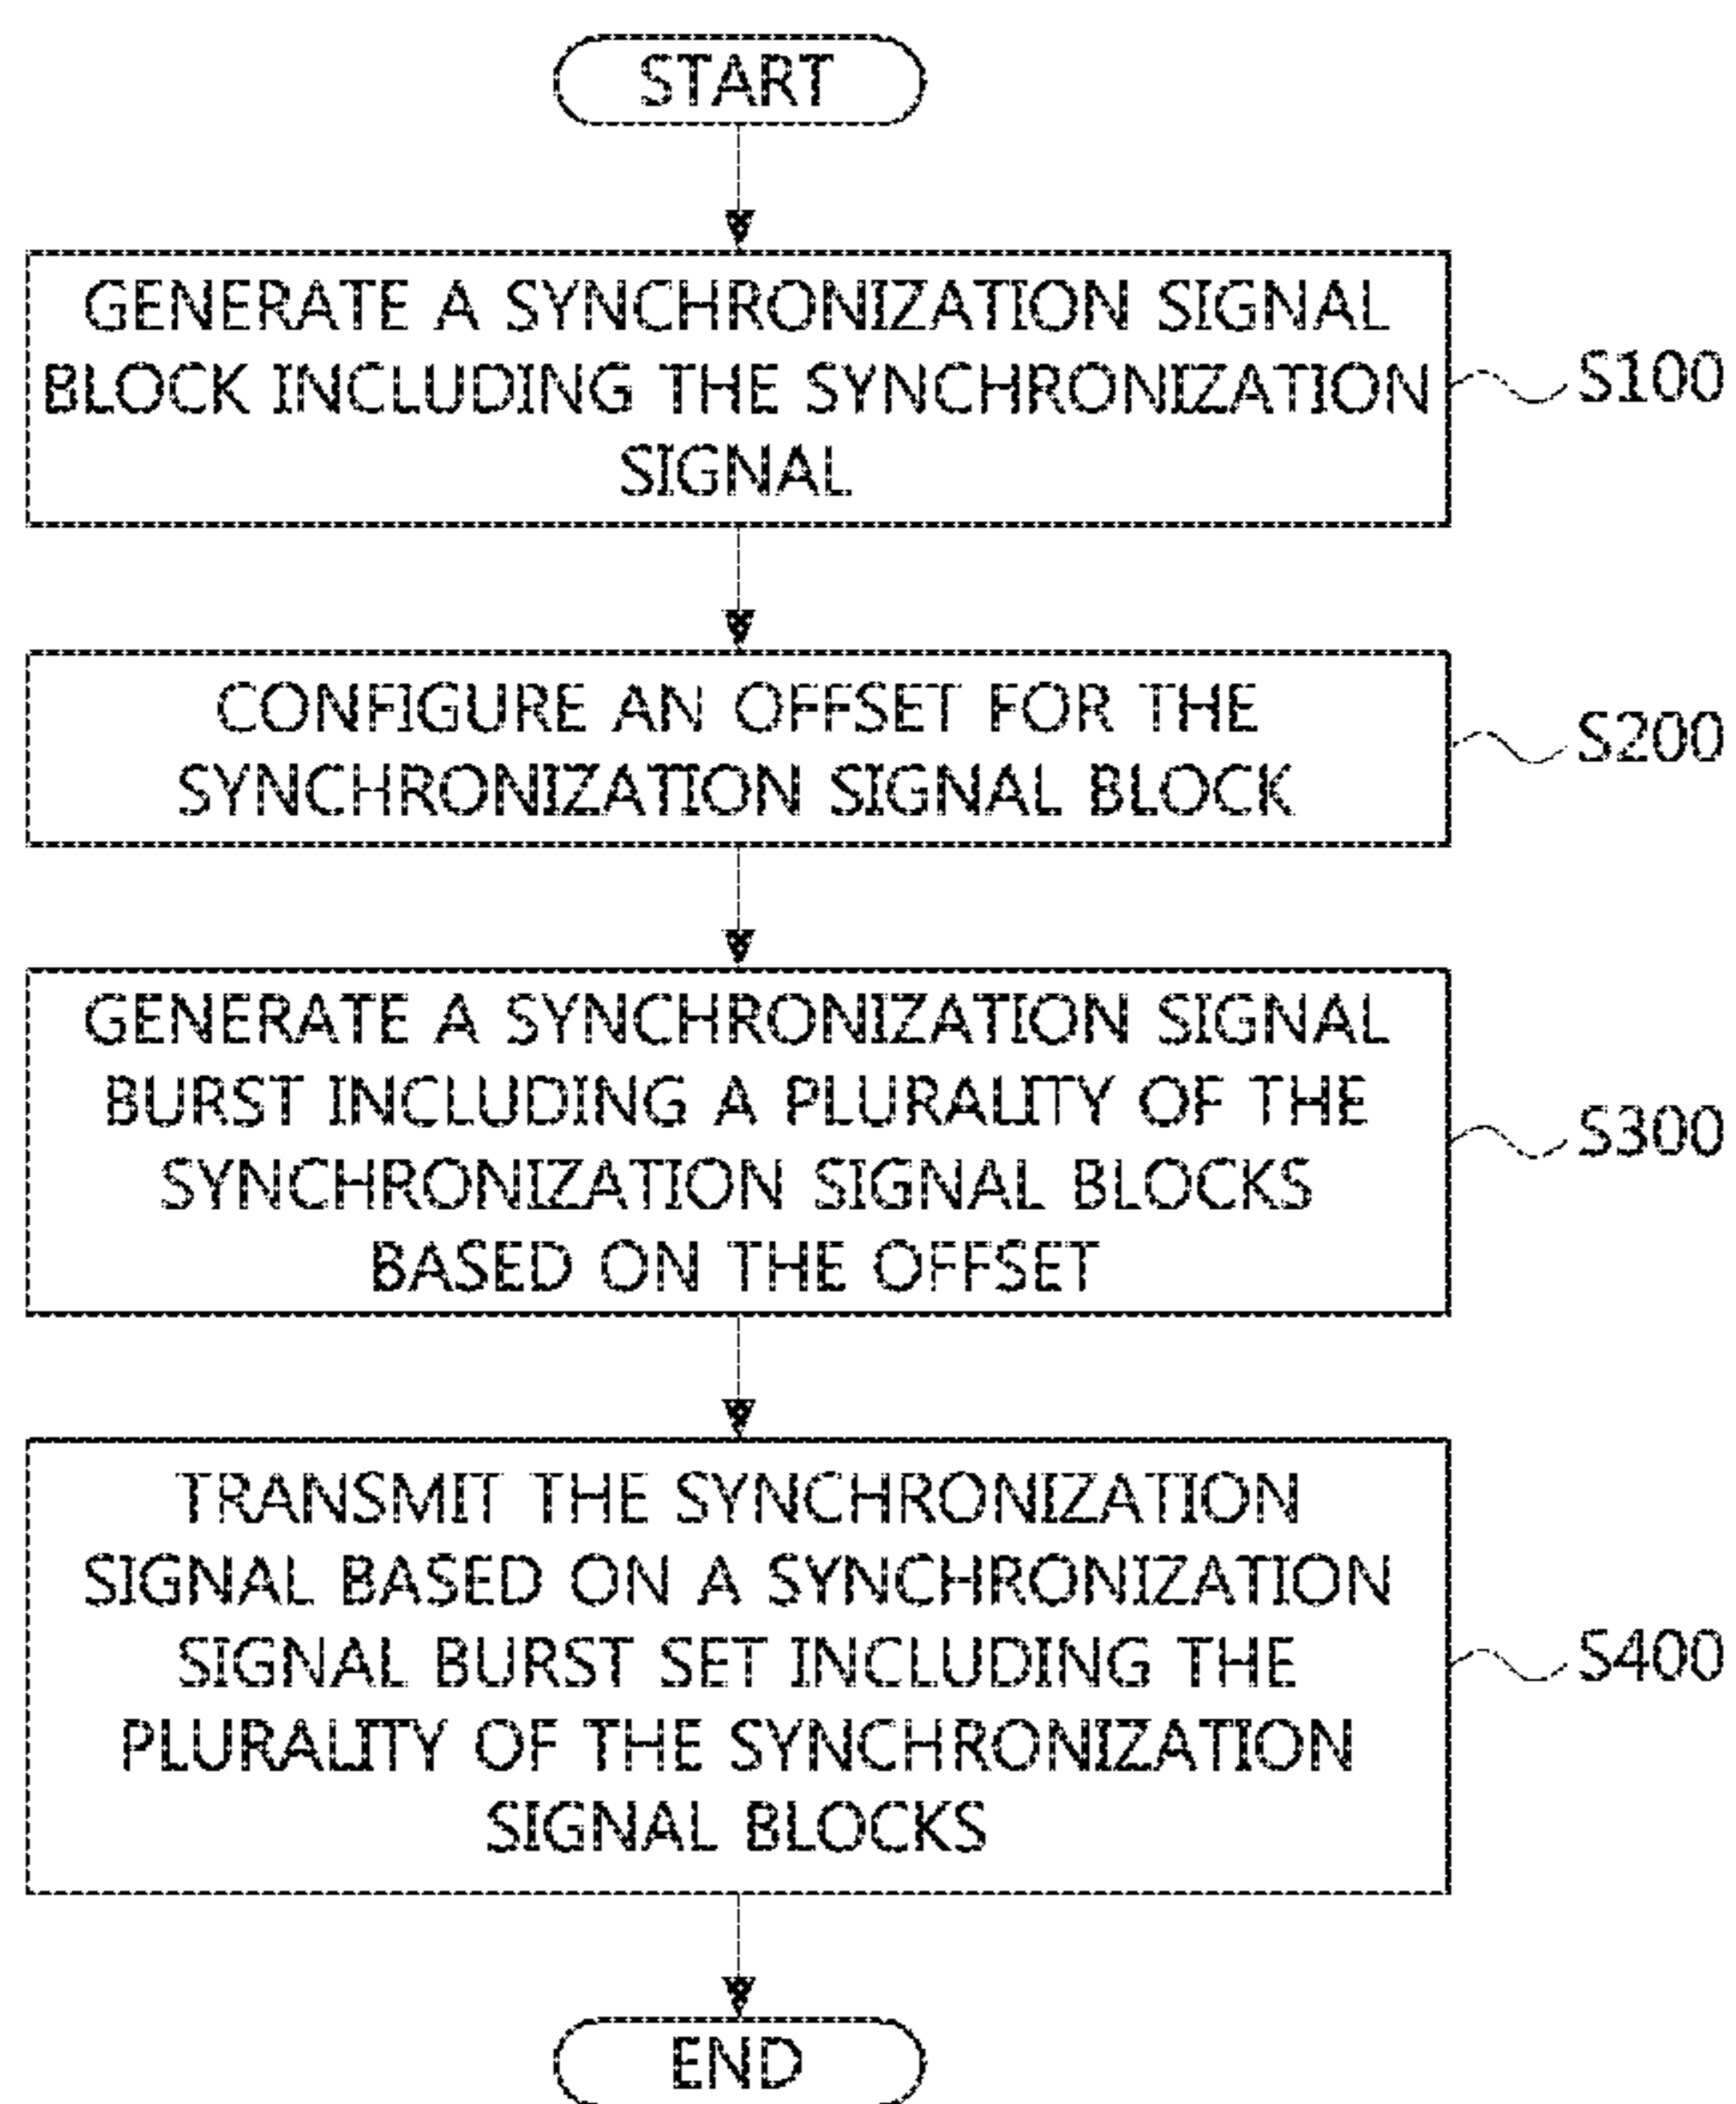 START
GENERATE A SYNCHRONIZATION SIGNAL
BLOCK INCLUDING THE SYNCHRONIZATION
SIGNAL
S100
CONFIGURE AN OFFSET FOR THE
SYNCHRONIZATION SIGNAL BLOCK
S200
GENERATE A SYNCHRONIZATION SIGNAL
BURST INCLUDING A PLURALITY OF THE
SYNCHRONIZATION SIGNAL BLOCKS
BASED ON THE OFFSET
S300
TRANSMIT THE SYNCHRONIZATION
SIGNAL BASED ON A SYNCHRONIZATION
SIGNAL BURST SET INCLUDING THE
PLURALITY OF THE SYNCHRONIZATION
SIGNAL BLOCKS
S400
END